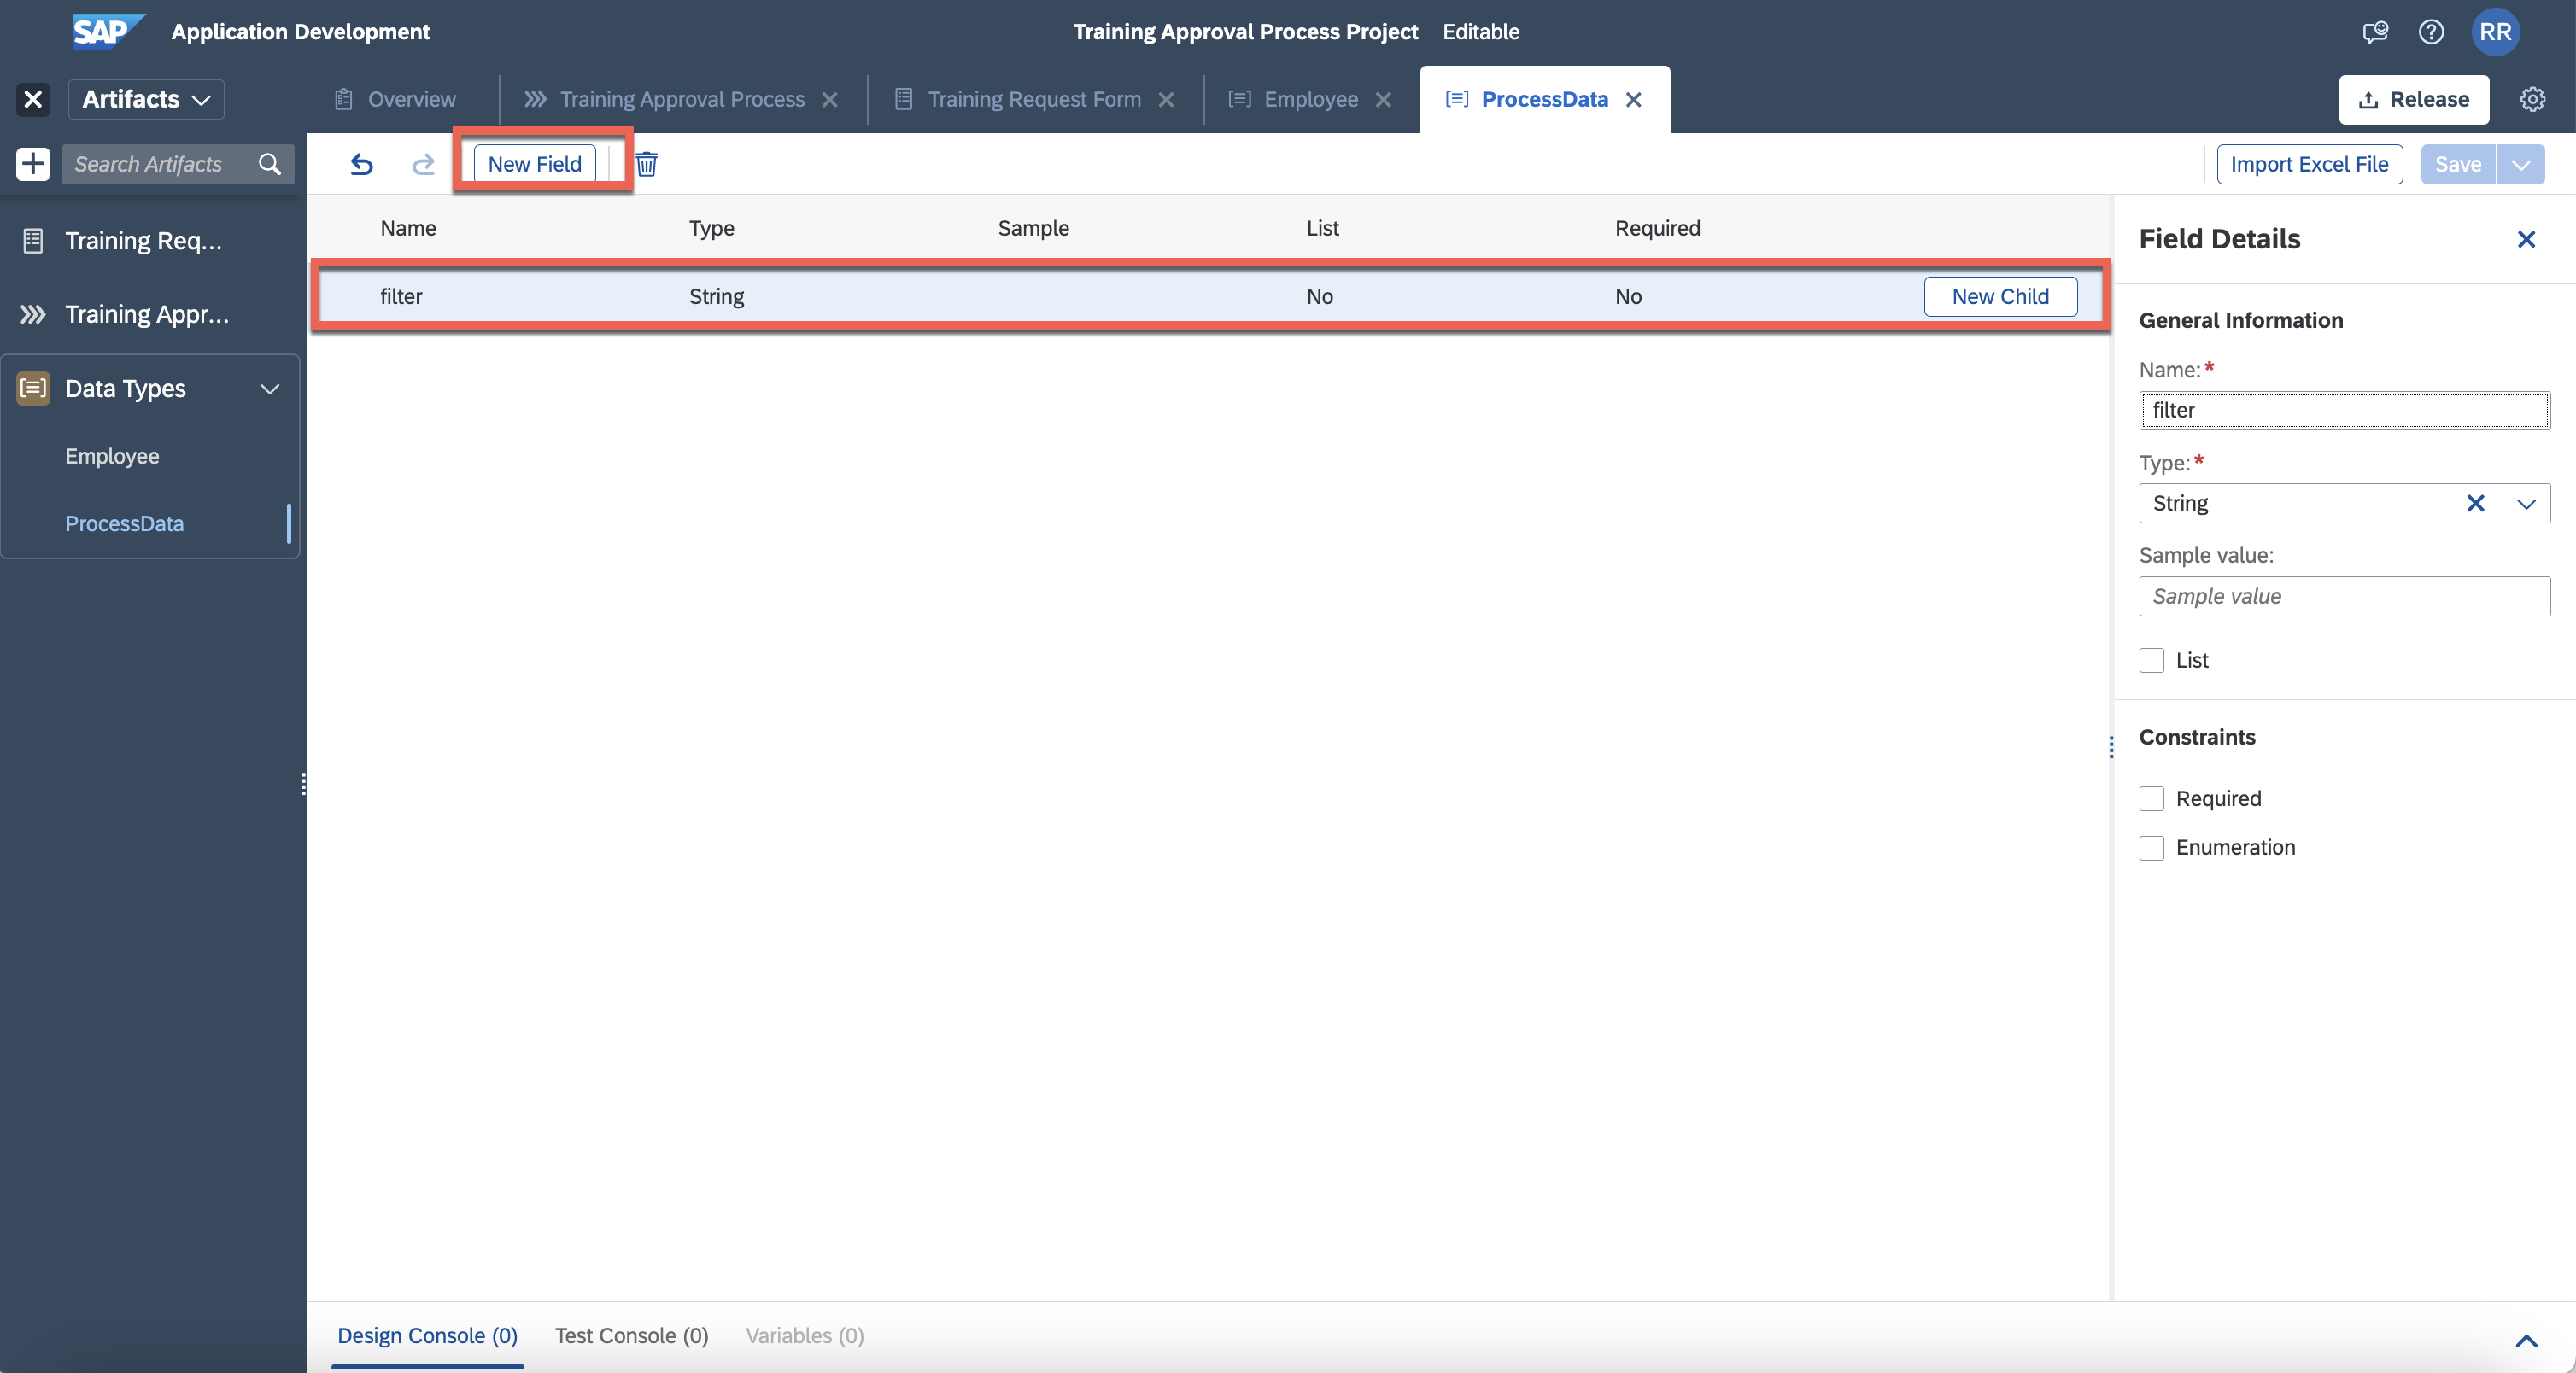 SAP Application Development
Training Approval Process Project Editable
RR
Artifacts
Overview
Training Approval Process
Training Request Form
Employee
ProcessData
Release
Search Artifacts
New Field
Import Excel File
Save
Training Req...
Training Appr...
Data Types
Employee
ProcessData
Name Type Sample List Required
filter String No No New Child
Field Details
General Information
Name:*
filter
Type:*
String
Sample value:
Sample value
List
Constraints
Required
Enumeration
Design Console (0) Test Console (0) Variables (0)